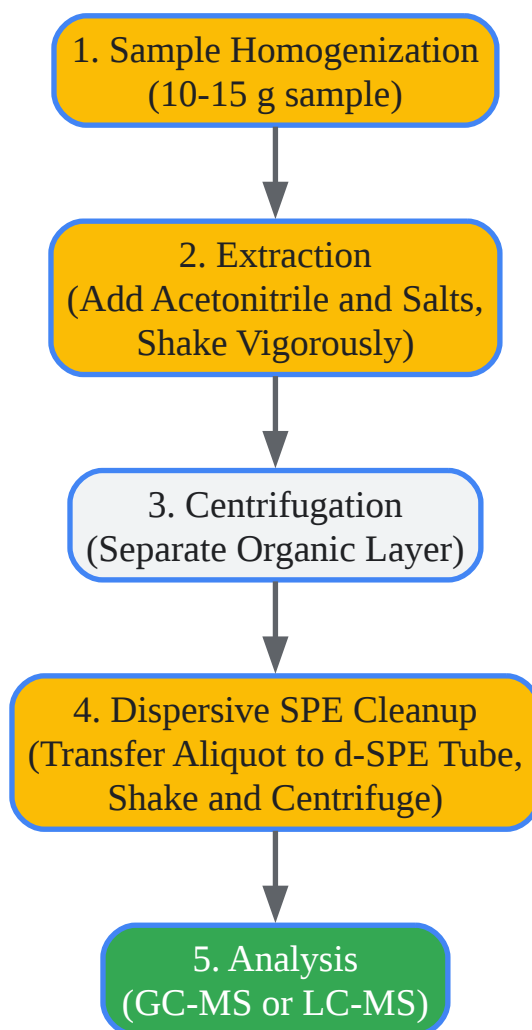 1. Sample Homogenization
(10-15 g sample)
2. Extraction
(Add Acetonitrile and Salts,
Shake Vigorously)
3. Centrifugation
(Separate Organic Layer)
4. Dispersive SPE Cleanup
(Transfer Aliquot to d-SPE Tube,
Shake and Centrifuge)
5. Analysis
(GC-MS or LC-MS)